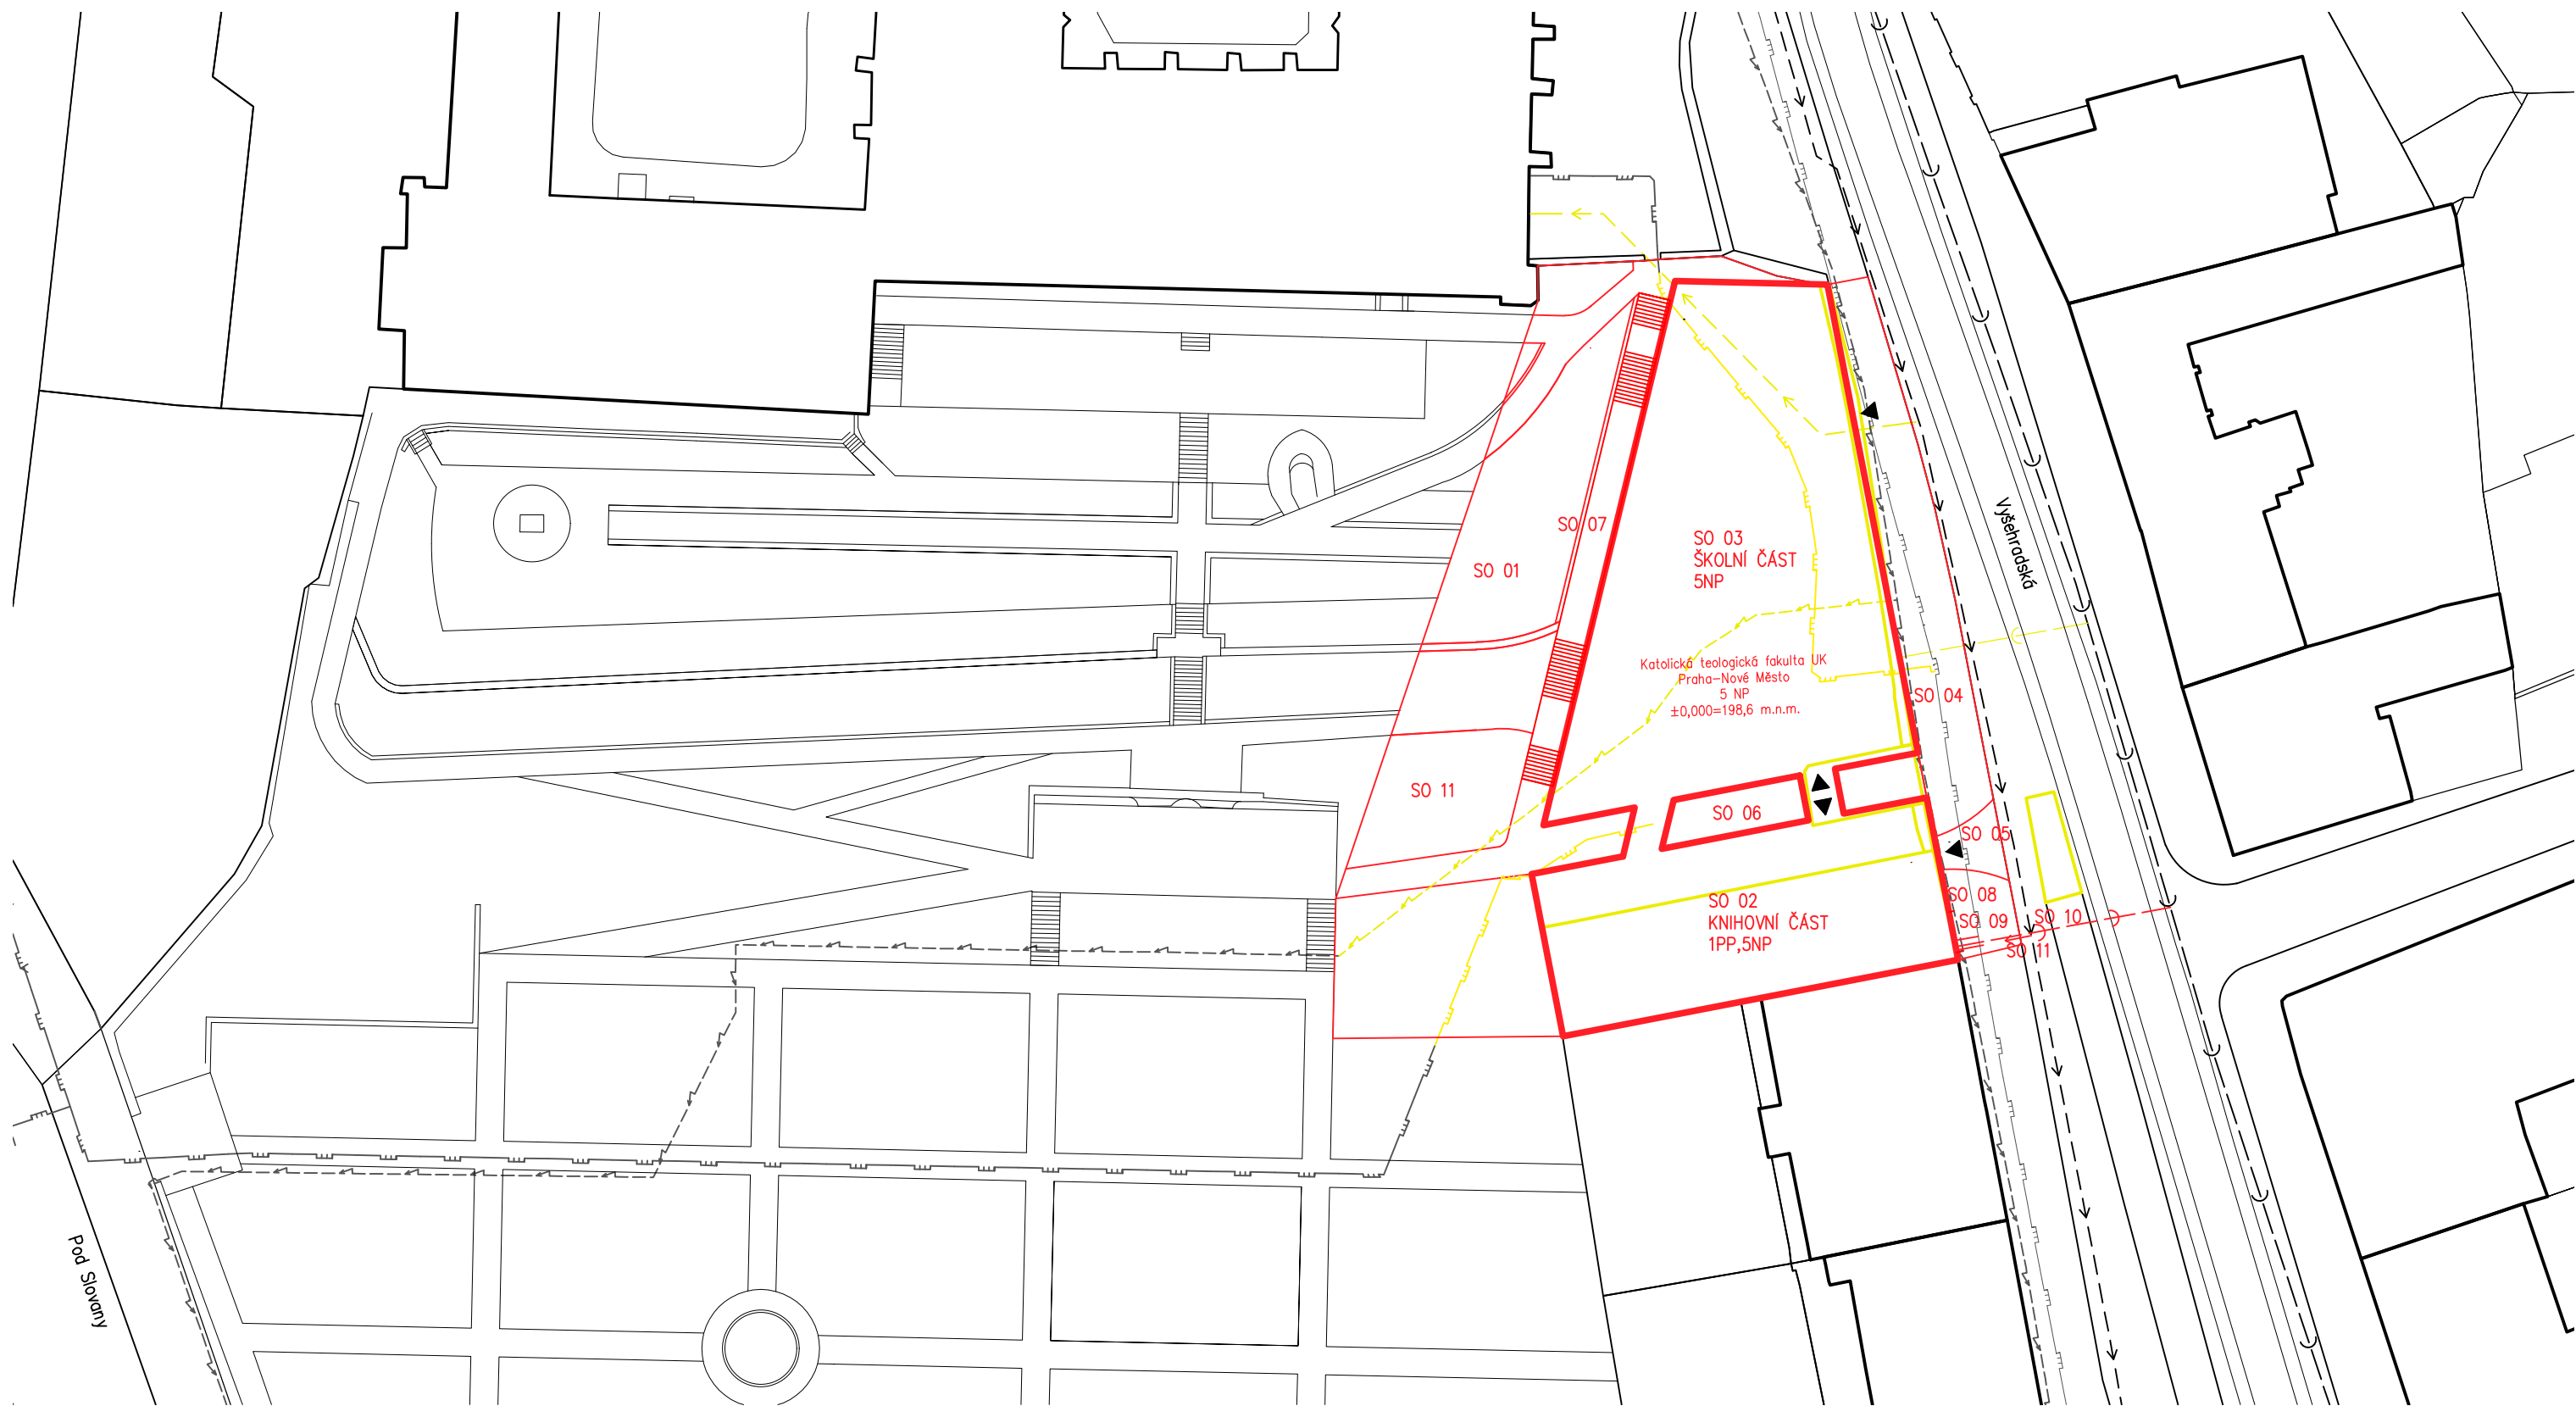 Vyšehradská
SO 07
SO 03
ŠKOLNÍ ČÁST
5NP
SO 01
Katolická teologická fakulta UK
Praha-Nové Město
5 NP
±0,000=198,6 m.n.m.
SO 04
SO 11
SO 06
SO 05
SO 02
KNIHOVNÍ ČÁST
1PP,5NP
SO 08
SO 09
SO 10
SO 11
Pod Slovany